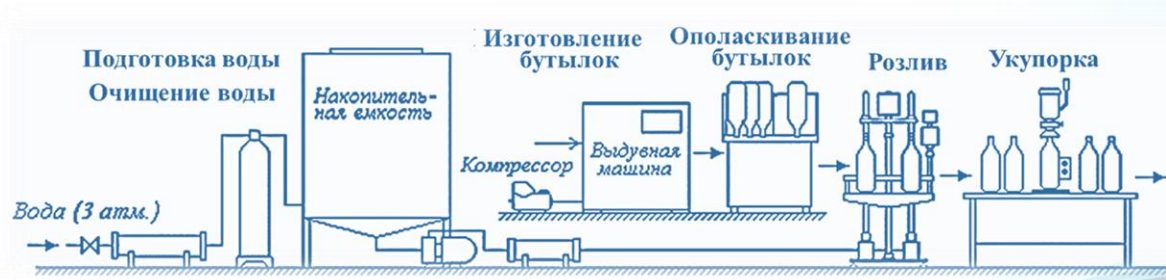 Подготовка воды
Очищение воды
Вода (3 атм.)
Накопитель-
ная емкость
Изготовление
бутылок
Компрессор
Выдувная
машина
Ополаскивание
бутылок
Розлив
Укупорка